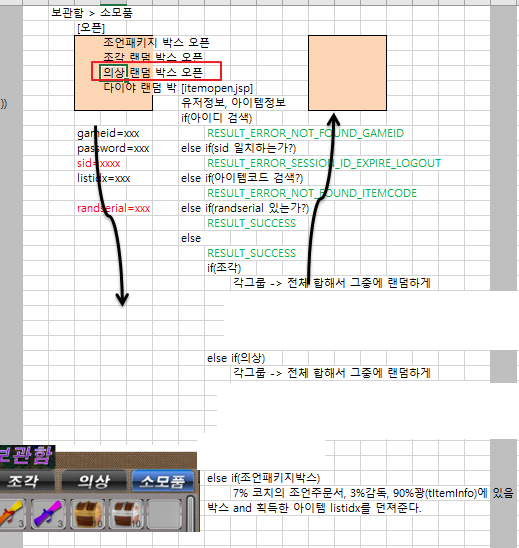 보관함 > 소모품
[오픈]
조언패키지 박스 오픈
조각 랜덤 박스 오픈
의상 랜덤 박스 오픈
다이야 랜덤 박 [itemopen.jsp]
))
유저정보, 아이템정보
if(아이디 검색)
gameid=xxx RESULT_ERROR_NOT_FOUND_GAMEID
password=xxx else if(sid 일치하는가?)
sid=xxxx RESULT_ERROR_SESSION_ID_EXPIRE_LOGOUT
listidx=xxx else if(아이템코드 검색?)
RESULT_ERROR_NOT_FOUND_ITEMCODE
randserial=xxx else if(randserial 있는가?)
RESULT_SUCCESS
else
RESULT_SUCCESS
if(조각)
각그룹 -> 전체 합해서 그중에 랜덤하게
else if(의상)
각그룹 -> 전체 합해서 그중에 랜덤하게
보관함
조각 의상 소모품
3 3 10 10
else if(조언패키지박스)
7% 코치의 조언주문서, 3%감독, 90%꽝(tItemInfo)에 있음
박스 and 획득한 아이템 listidx를 던져준다.